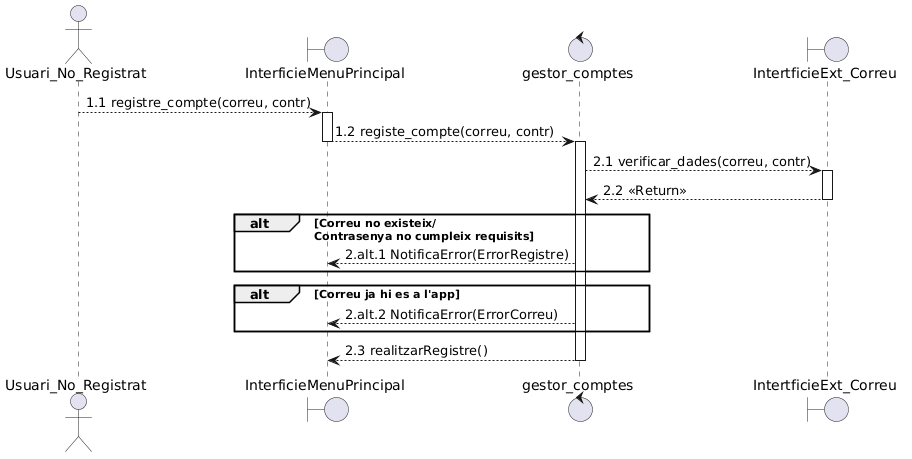 Usuari_No_Registrat
InterficieMenuPrincipal
gestor_comptes
IntertficieExt_Correu
1.1 registre_compte(correu, contr)
1.2 registe_compte(correu, contr)
2.1 verificar_dades(correu, contr)
2.2 «Return»
alt
[Correu no existeix/
Contrasenya no cumpleix requisits]
2.alt.1 NotificaError(ErrorRegistre)
alt
[Correu ja hi es a l'app]
2.alt.2 NotificaError(ErrorCorreu)
2.3 realitzarRegistre()
Usuari_No_Registrat
InterficieMenuPrincipal
gestor_comptes
IntertficieExt_Correu